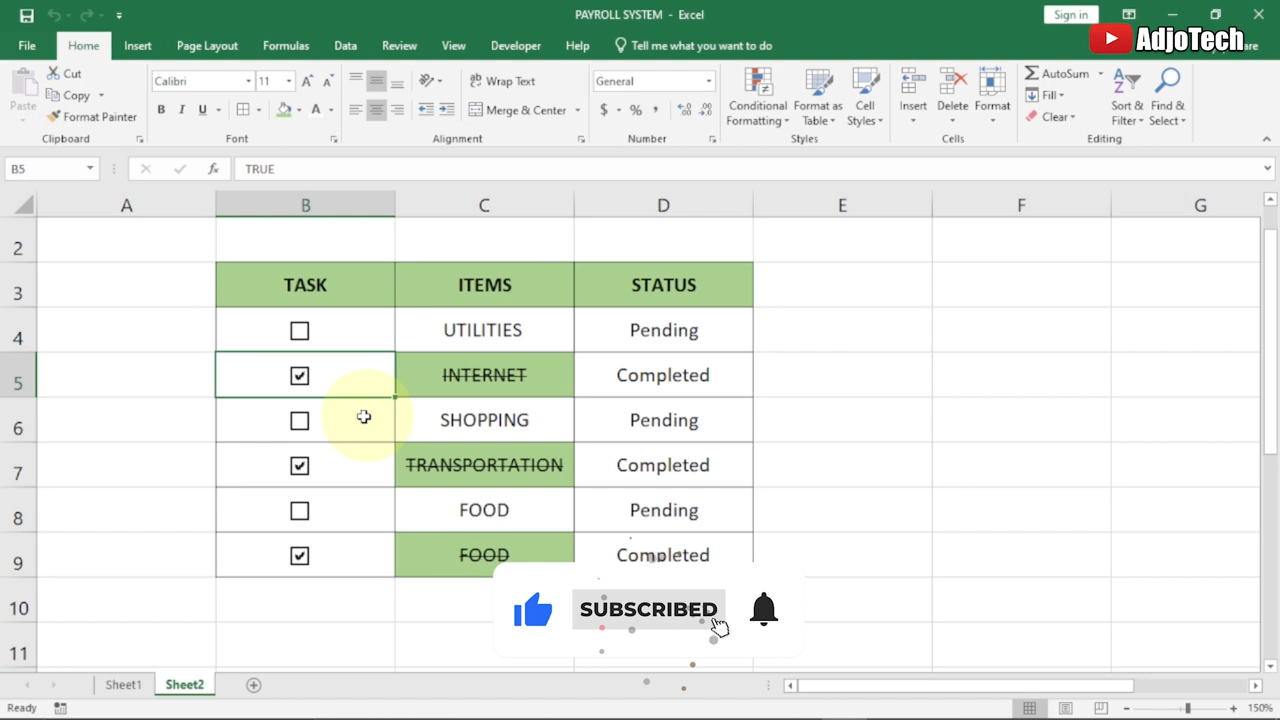 PAYROLL SYSTEM - Excel
Sign in
AdjoTech
File Home Insert Page Layout Formulas Data Review View Developer Help Tell me what you want to do
Cut
Copy
Format Painter
Paste
Clipboard
Calibri 11
B I U
Font
Wrap Text
Merge & Center
Alignment
General
$ % ,
Number
Conditional Formatting
Format as Table
Cell Styles
Styles
Insert
Delete
Format
Cells
AutoSum
Fill
Clear
Sort & Filter
Find & Select
Editing
B5 fx TRUE
A B C D E F G
2
3 TASK ITEMS STATUS
4 UTILITIES Pending
5 INTERNET Completed
6 SHOPPING Pending
7 TRANSPORTATION Completed
8 FOOD Pending
9 FOOD Completed
10
11
SUBSCRIBED
Sheet1 Sheet2
Ready
150%